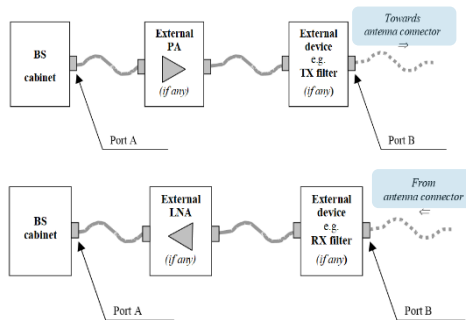 BS
cabinet
External
PA
(if any)
External
device
e.g.
TX filter
(if any)
Towards
antenna connector
⇒
Port A
Port B
BS
cabinet
External
LNA
(if any)
External
device
e.g.
RX filter
(if any)
From
antenna connector
⇐
Port A
Port B